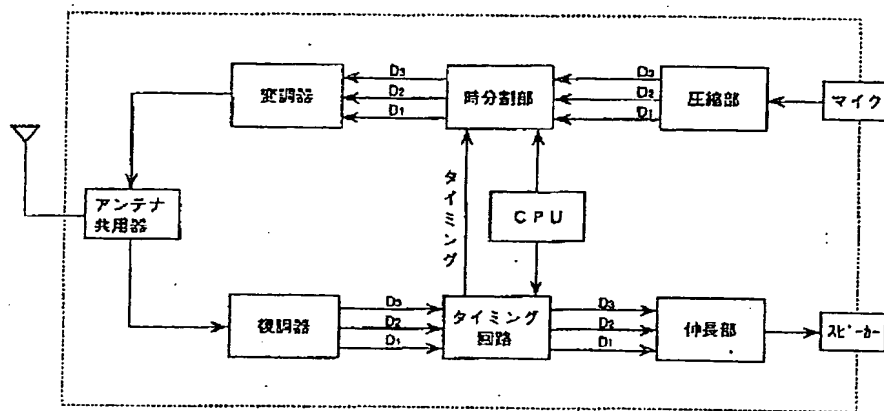 変調器
D3
D2
D1
時分割部
D3
D2
D1
圧縮部
マイク
アンテナ
共用器
タイミング
CPU
復調器
D3
D2
D1
タイミング
回路
D3
D2
D1
伸長部
スピーカー